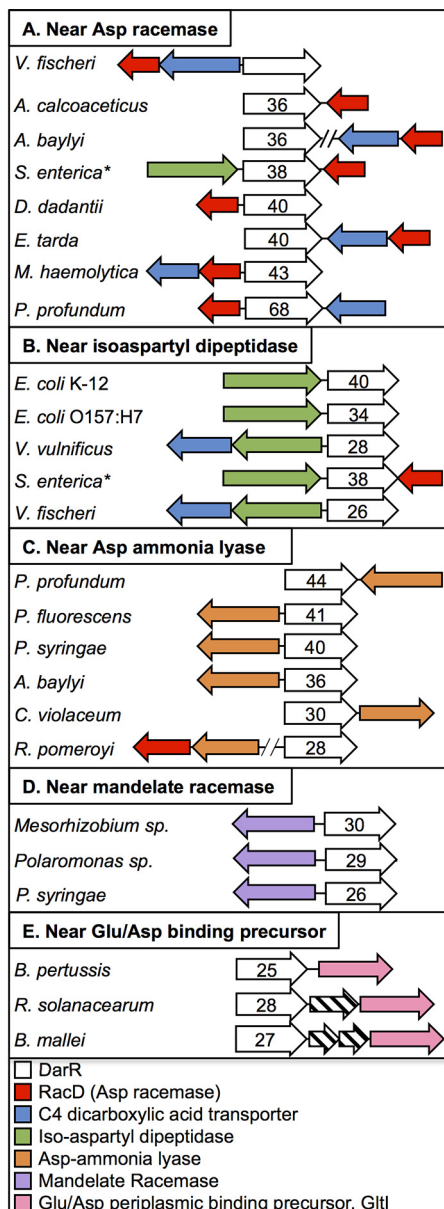 A. Near Asp racemase
V. fischeri
A. calcoaceticus 36
A. baylyi 36
S. enterica* 38
D. dadantii 40
E. tarda 40
M. haemolytica 43
P. profundum 68
B. Near isoaspartyl dipeptidase
E. coli K-12 40
E. coli O157:H7 34
V. vulnificus 28
S. enterica* 38
V. fischeri 26
C. Near Asp ammonia lyase
P. profundum 44
P. fluorescens 41
P. syringae 40
A. baylyi 36
C. violaceum 30
R. pomeroyi 28
D. Near mandelate racemase
Mesorhizobium sp. 30
Polaromonas sp. 29
P. syringae 26
E. Near Glu/Asp binding precursor
B. pertussis 25
R. solanacearum 28
B. mallei 27
DarR
RacD (Asp racemase)
C4 dicarboxylic acid transporter
Iso-aspartyl dipeptidase
Asp-ammonia lyase
Mandelate Racemase
Glu/Asp periplasmic binding precursor, GltI